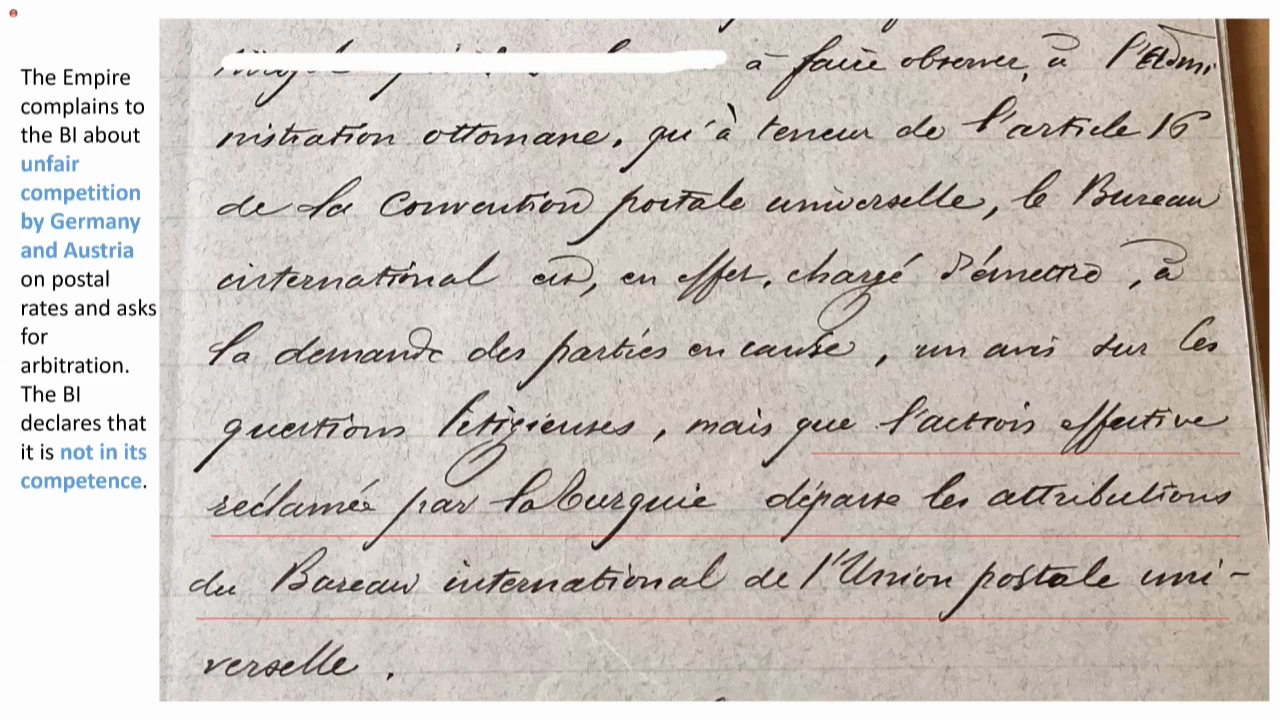 The Empire
complains to
the BI about
unfair
competition
by Germany
and Austria
on postal
rates and asks
for
arbitration.
The BI
declares that
it is not in its
competence.
à faire observer, à l'Admi
nistration ottomane, qu'à teneur de l'article 16
de la Convention postale universelle, le Bureau
international est, en effet, chargé d'émettre, à
la demande des parties en cause, un avis sur les
questions litigieuses, mais que l'action effective
réclamée par la Turquie dépasse les attributions
du Bureau international de l'Union postale uni-
verselle.